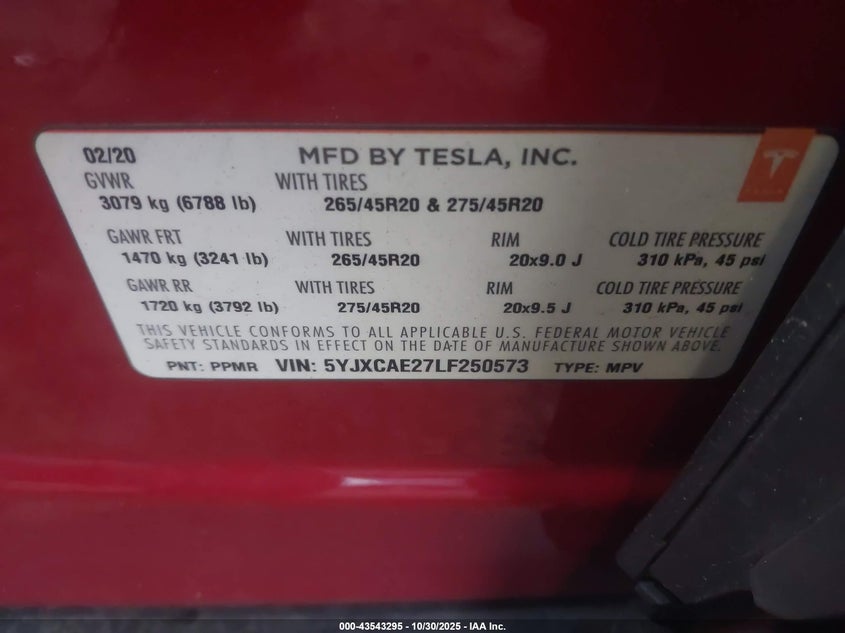 02/20 MFD BY TESLA, INC.
GVWR WITH TIRES
3079 kg (6788 lb) 265/45R20 & 275/45R20
GAWR FRT WITH TIRES RIM COLD TIRE PRESSURE
1470 kg (3241 lb) 265/45R20 20x9.0 J 310 kPa, 45 psi
GAWR RR WITH TIRES RIM COLD TIRE PRESSURE
1720 kg (3792 lb) 275/45R20 20x9.5 J 310 kPa, 45 psi
THIS VEHICLE CONFORMS TO ALL APPLICABLE U.S. FEDERAL MOTOR VEHICLE
SAFETY STANDARDS IN EFFECT ON THE DATE OF MANUFACTURE SHOWN ABOVE.
PNT: PPMR VIN: 5YJXCAE27LF250573 TYPE: MPV
TESLA
000-43543295 - 10/30/2025 - IAA Inc.